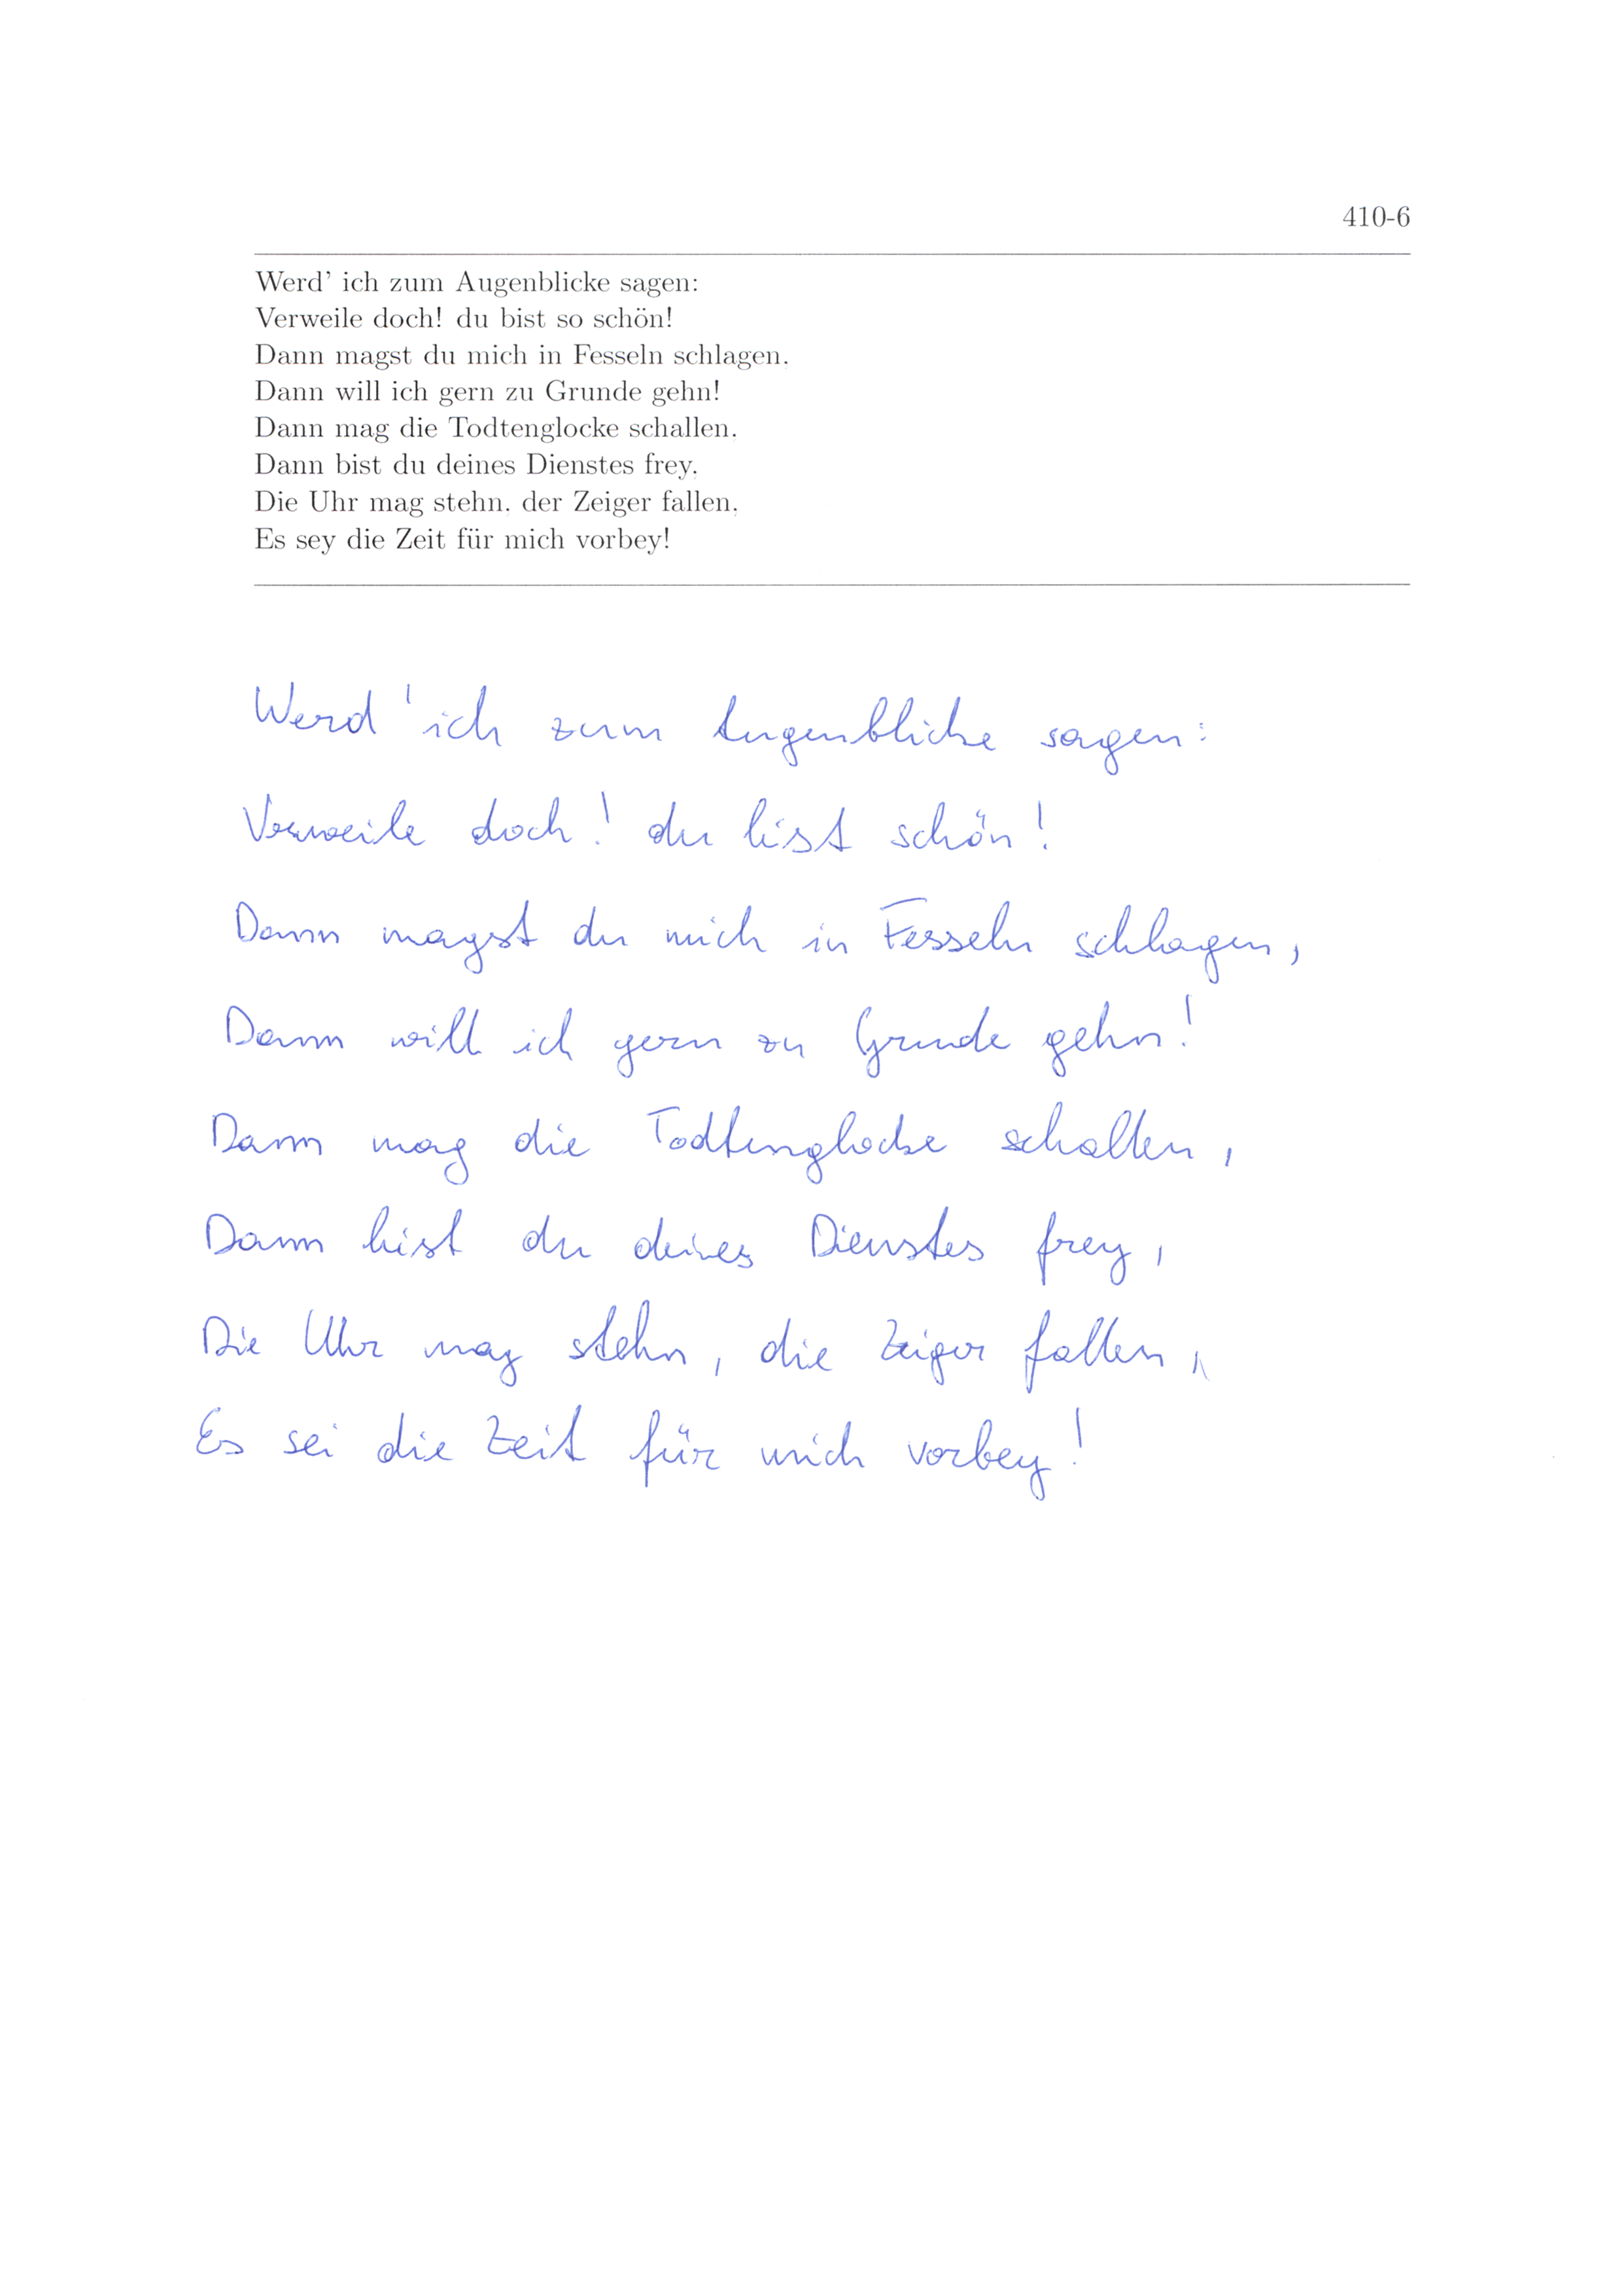 410-6
Werd' ich zum Augenblicke sagen:
Verweile doch! du bist so schön!
Dann magst du mich in Fesseln schlagen,
Dann will ich gern zu Grunde gehn!
Dann mag die Todtenglocke schallen,
Dann bist du deines Dienstes frey,
Die Uhr mag stehn, der Zeiger fallen,
Es sey die Zeit für mich vorbey!
Werd' ich zum Augenblicke sagen:
Verweile doch! du bist schön!
Dann magst du mich in Fesseln schlagen,
Dann will ich gern zu Grunde gehn!
Dann mag die Todtenglocke schallen,
Dann bist du deines Dienstes frey,
Die Uhr mag stehn, die Zeiger fallen,
Es sei die Zeit für mich vorbey!